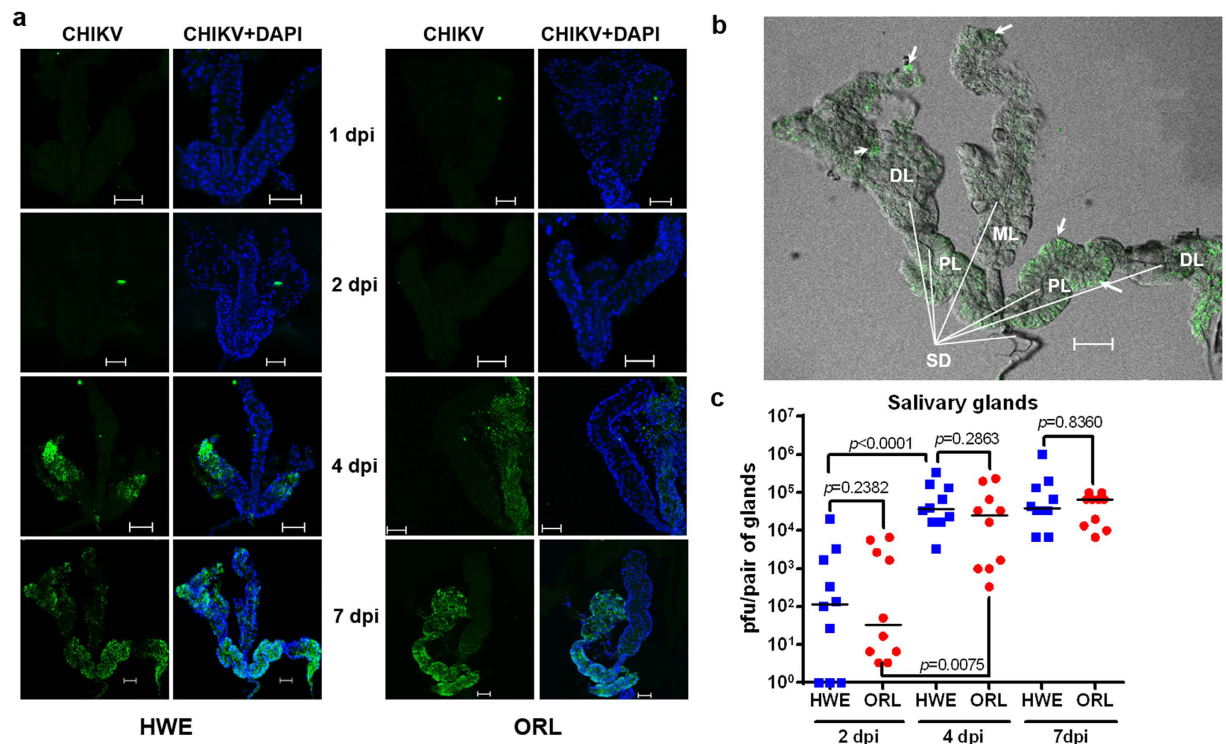 a
CHIKV CHIKV+DAPI CHIKV CHIKV+DAPI
1 dpi
2 dpi
4 dpi
7 dpi
HWE ORL
b
DL
ML
PL
PL
DL
SD
c
Salivary glands
pfu/pair of glands
10⁷
10⁶
10⁵
10⁴
10³
10²
10¹
10⁰
p<0.0001
p=0.2863
p=0.8360
p=0.2382
p=0.0075
HWE ORL HWE ORL HWE ORL
2 dpi 4 dpi 7dpi